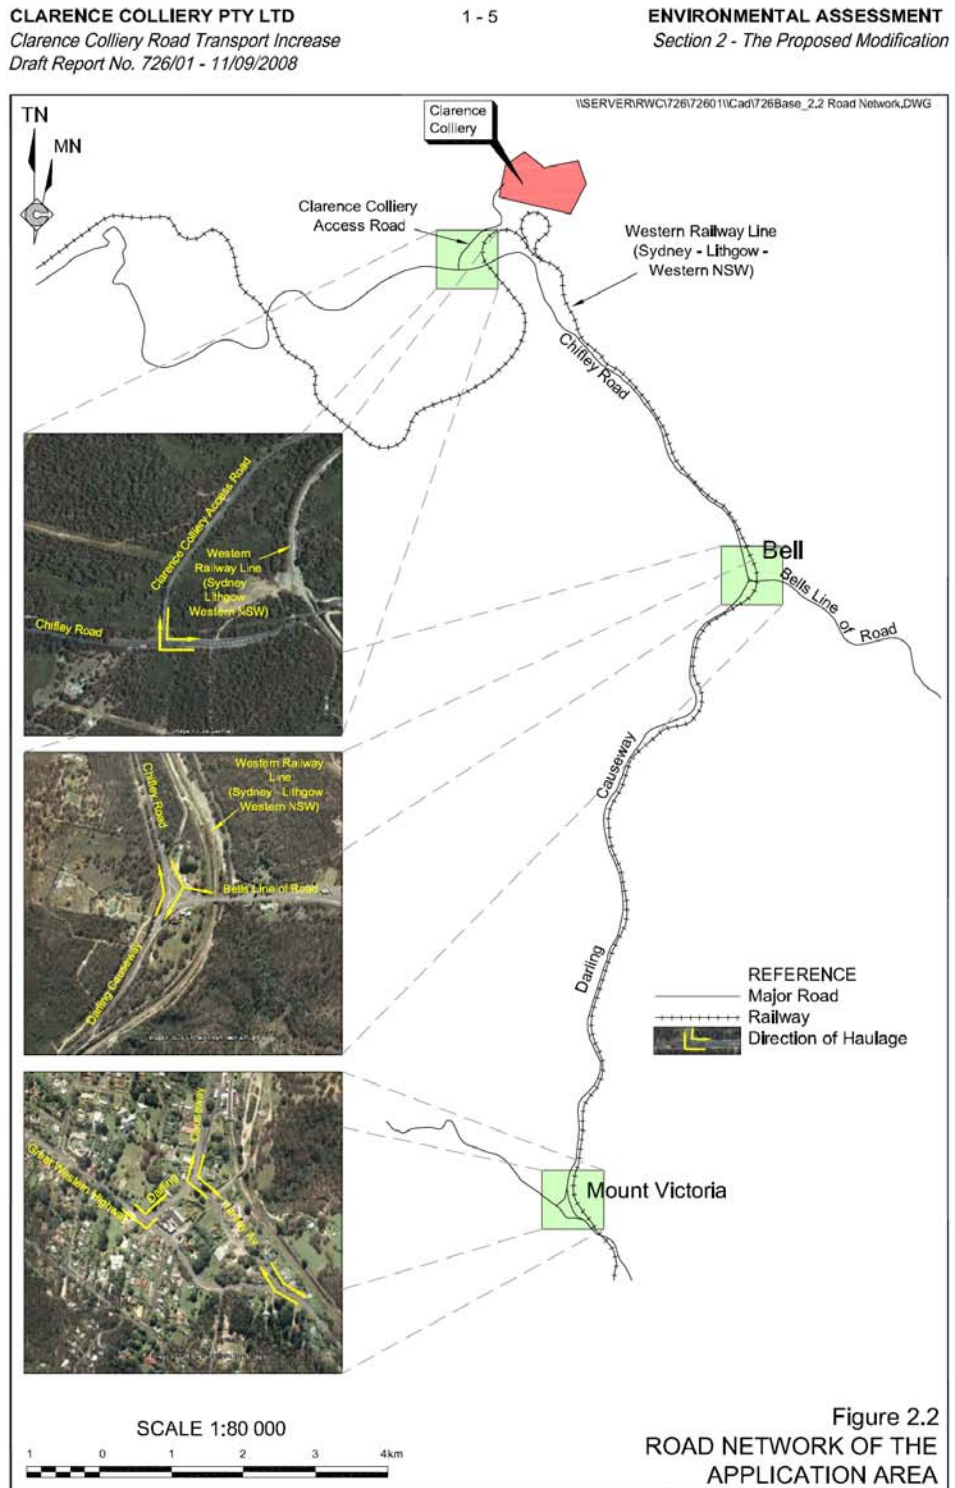 CLARENCE COLLIERY PTY LTD
1 - 5
ENVIRONMENTAL ASSESSMENT
Clarence Colliery Road Transport Increase
Section 2 - The Proposed Modification
Draft Report No. 726/01 - 11/09/2008
\\SERVER\RWC\726\72601\\Cad\726Base_2.2 Road Network.DWG
TN
MN
Clarence
Colliery
Clarence Colliery
Access Road
Western Railway Line
(Sydney - Lithgow -
Western NSW)
Chifley Road
Bell
Bells Line of Road
Causeway
Darling
Mount Victoria
Clarence Colliery Access Road
Western
Railway Line
(Sydney
Lithgow
Western NSW)
Chifley Road
Chifley Road
Western Railway
Line
(Sydney - Lithgow
Western NSW)
Bells Line of Road
Darling Causeway
Causeway
Great Western Highway
Darling
Av
REFERENCE
Major Road
Railway
Direction of Haulage
SCALE 1:80 000
1 0 1 2 3 4km
Figure 2.2
ROAD NETWORK OF THE
APPLICATION AREA